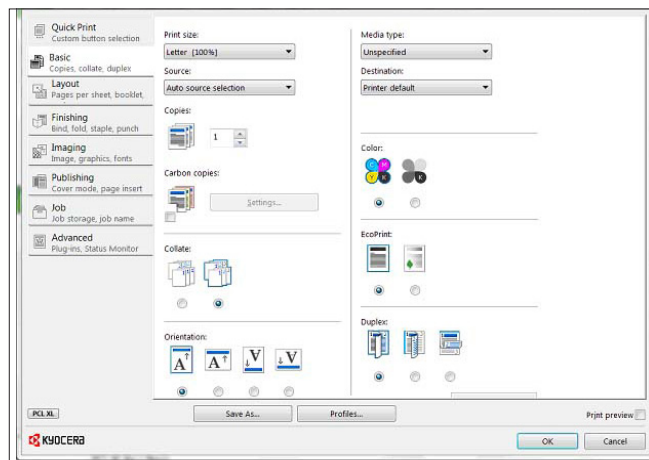 Quick Print
Custom button selection
Basic
Copies, collate, duplex
Layout
Pages per sheet, booklet,
Finishing
Bind, fold, staple, punch
Imaging
Image, graphics, fonts
Publishing
Cover mode, page insert
Job
Job storage, job name
Advanced
Plug-ins, Status Monitor
Print size:
Letter [100%]
Source:
Auto source selection
Copies:
1
Carbon copies:
Settings...
Collate:
Orientation:
A A A A
Media type:
Unspecified
Destination:
Printer default
Color:
C M Y K K
EcoPrint:
Duplex:
PCL XL
Save As...
Profiles...
Print preview
KYOCERA
OK
Cancel